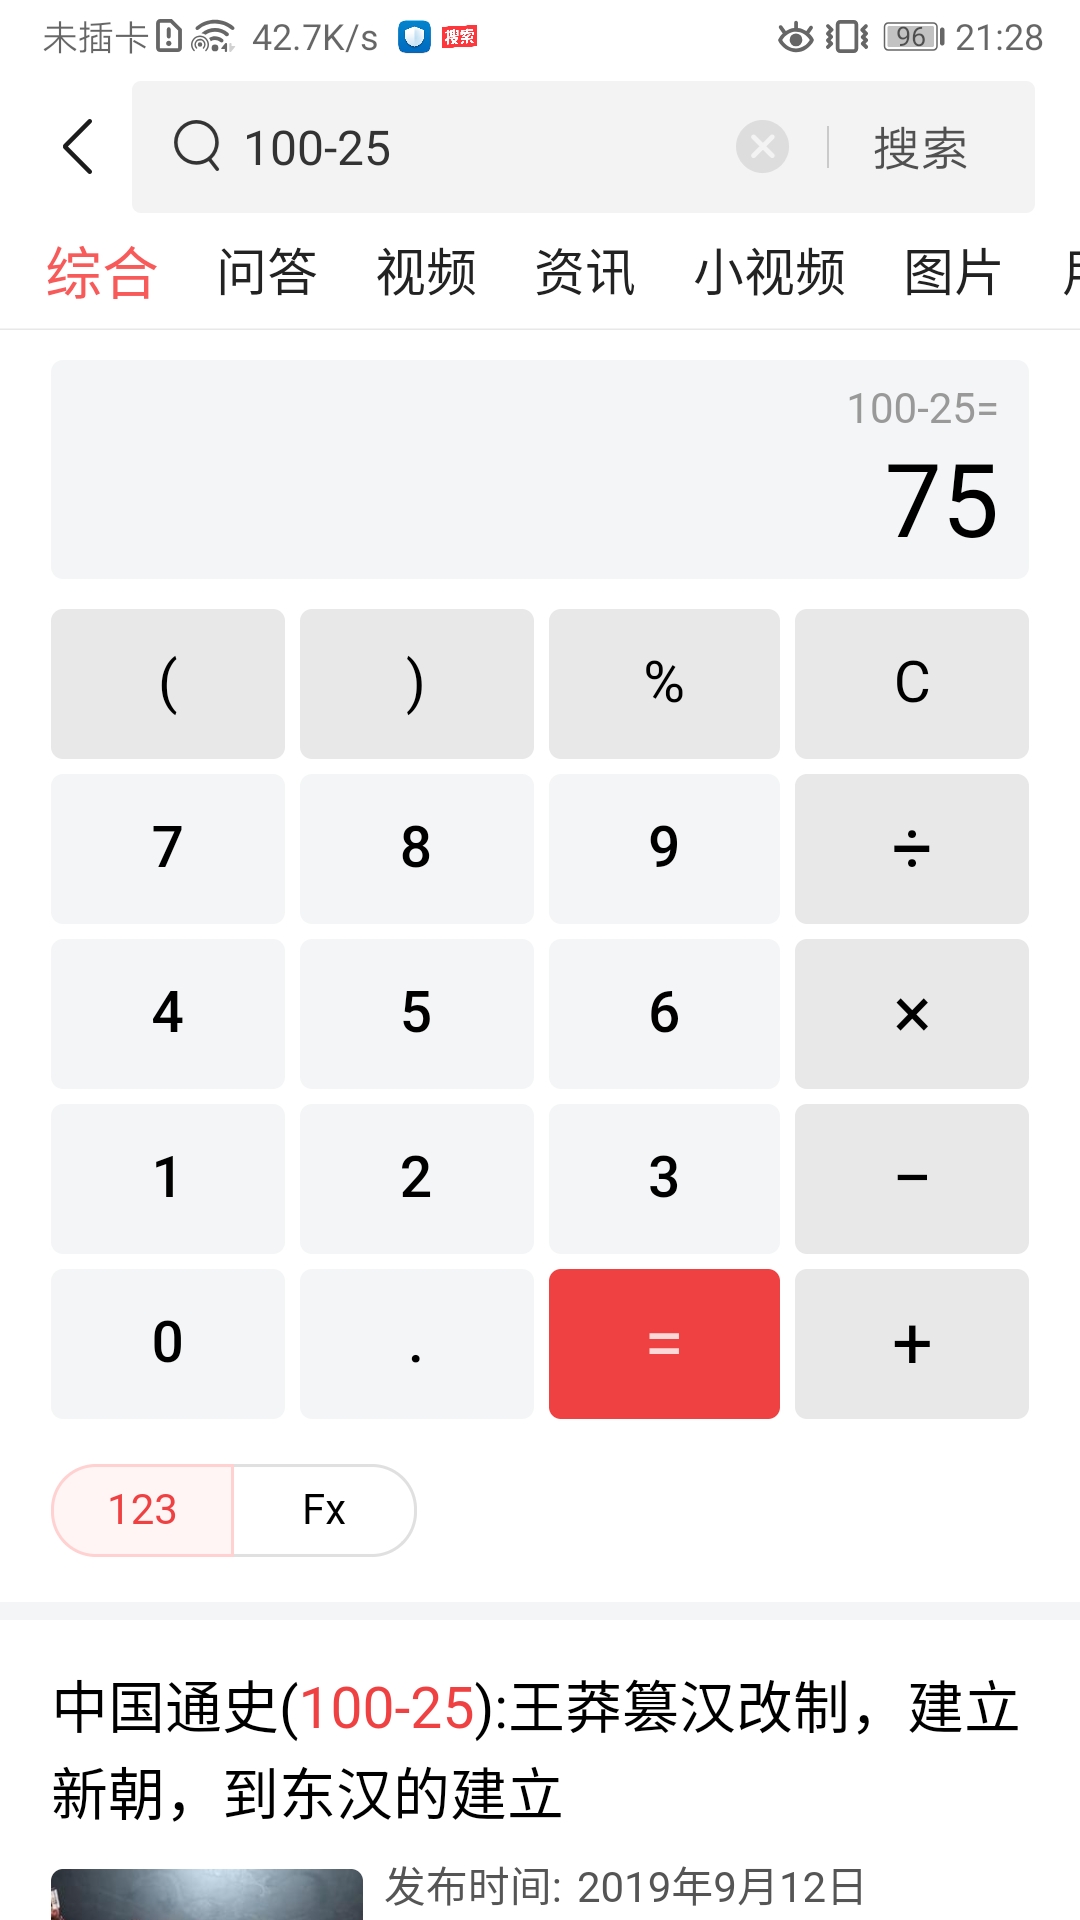 未插卡 42.7K/s 搜索 96 21:28
100-25 搜索
综合 问答 视频 资讯 小视频 图片
100-25=
75
( ) % C
7 8 9 ÷
4 5 6 ×
1 2 3 −
0 . = +
123 Fx
中国通史(100-25):王莽篡汉改制，建立
新朝，到东汉的建立
发布时间: 2019年9月12日